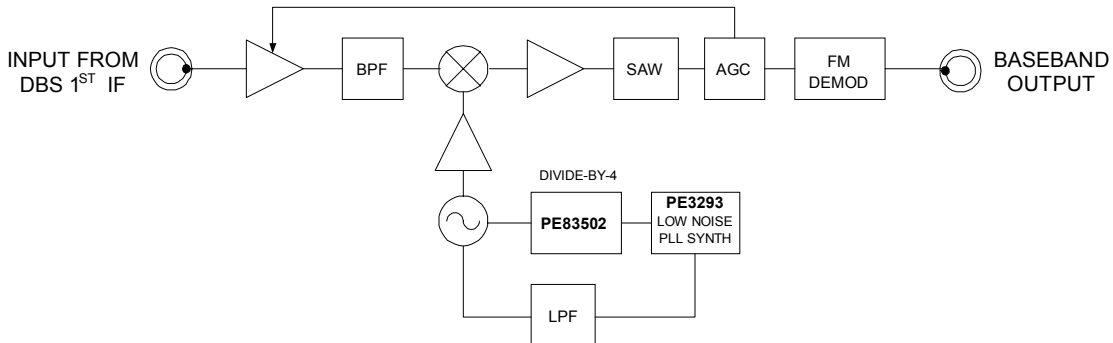 INPUT FROM
DBS 1ST IF
BPF
SAW
AGC
FM
DEMOD
BASEBAND
OUTPUT
DIVIDE-BY-4
PE83502
PE3293
LOW NOISE
PLL SYNTH
LPF